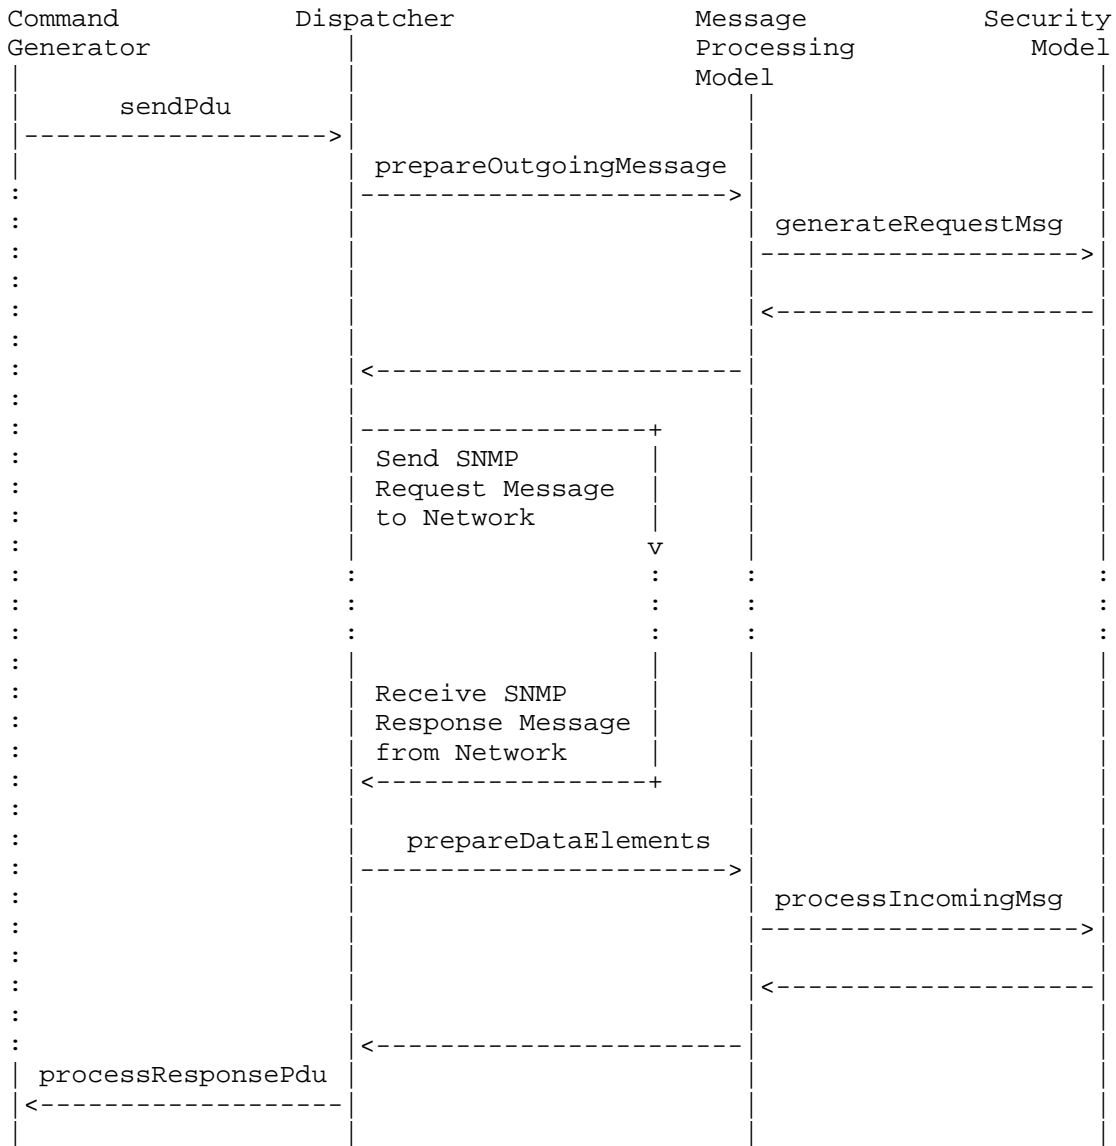 Command Dispatcher Message Security
Generator Processing Model
Model
sendPdu
prepareOutgoingMessage
generateRequestMsg
Send SNMP
Request Message
to Network
v
Receive SNMP
Response Message
from Network
prepareDataElements
processIncomingMsg
processResponsePdu